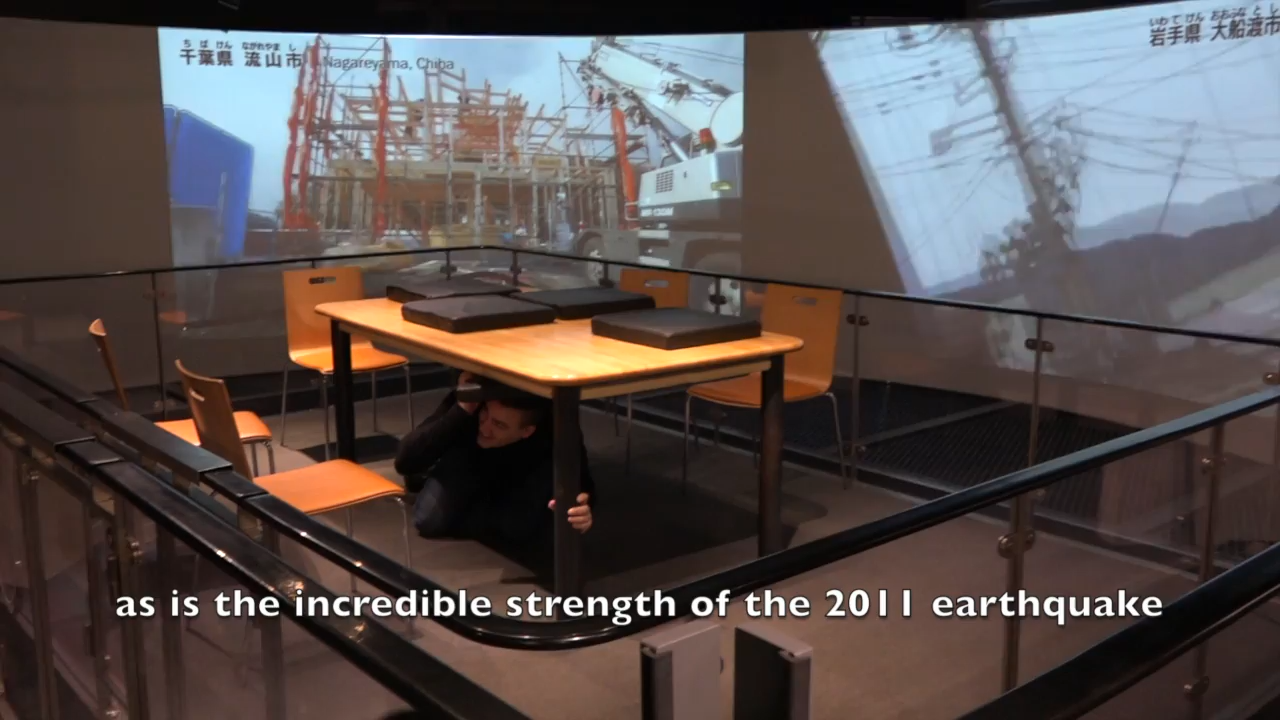 ちばけん ながれやまし
千葉県 流山市 Nagareyama, Chiba
いわてけん おおふなとし
岩手県 大船渡市
as is the incredible strength of the 2011 earthquake